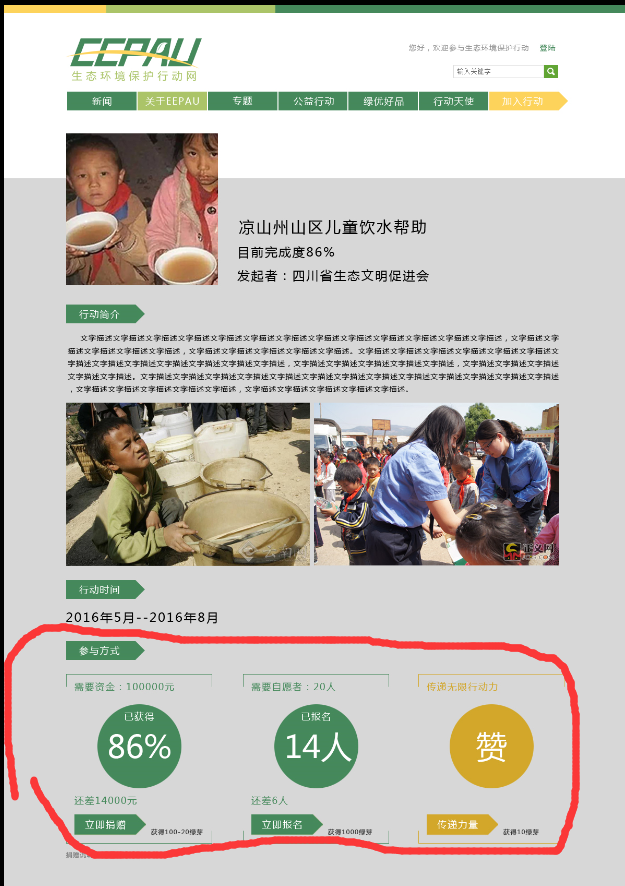 EEPAU
生态环境保护行动网
您好，欢迎参与生态环境保护行动 登陆
输入关键字
新闻 关于EEPAU 专题 公益行动 绿优好品 行动天使 加入行动
凉山州山区儿童饮水帮助
目前完成度86%
发起者：四川省生态文明促进会
行动简介
文字描述文字描述文字描述文字描述文字描述文字描述文字描述文字描述文字描述文字描述文字描述文字描述，文字描述文字
描述文字描述文字描述文字描述，文字描述文字描述文字描述文字描述文字描述。文字描述文字描述文字描述文字描述文字描述文
字描述文字描述文字描述文字描述文字描述文字描述，文字描述文字描述文字描述文字描述文字描述，文字描述文字描述文字描述
文字描述文字描述。文字描述文字描述文字描述文字描述文字描述文字描述文字描述文字描述文字描述文字描述文字描述文字描述
，文字描述文字描述文字描述文字描述文字描述，文字描述文字描述文字描述文字描述文字描述。
行动时间
2016年5月--2016年8月
参与方式
需要资金：100000元 需要自愿者：20人 传递无限行动力
已获得 已报名
86% 14人 赞
还差14000元 还差6人
立即捐赠 获得100-20绿芽 立即报名 获得1000绿芽 传递力量 获得10绿芽